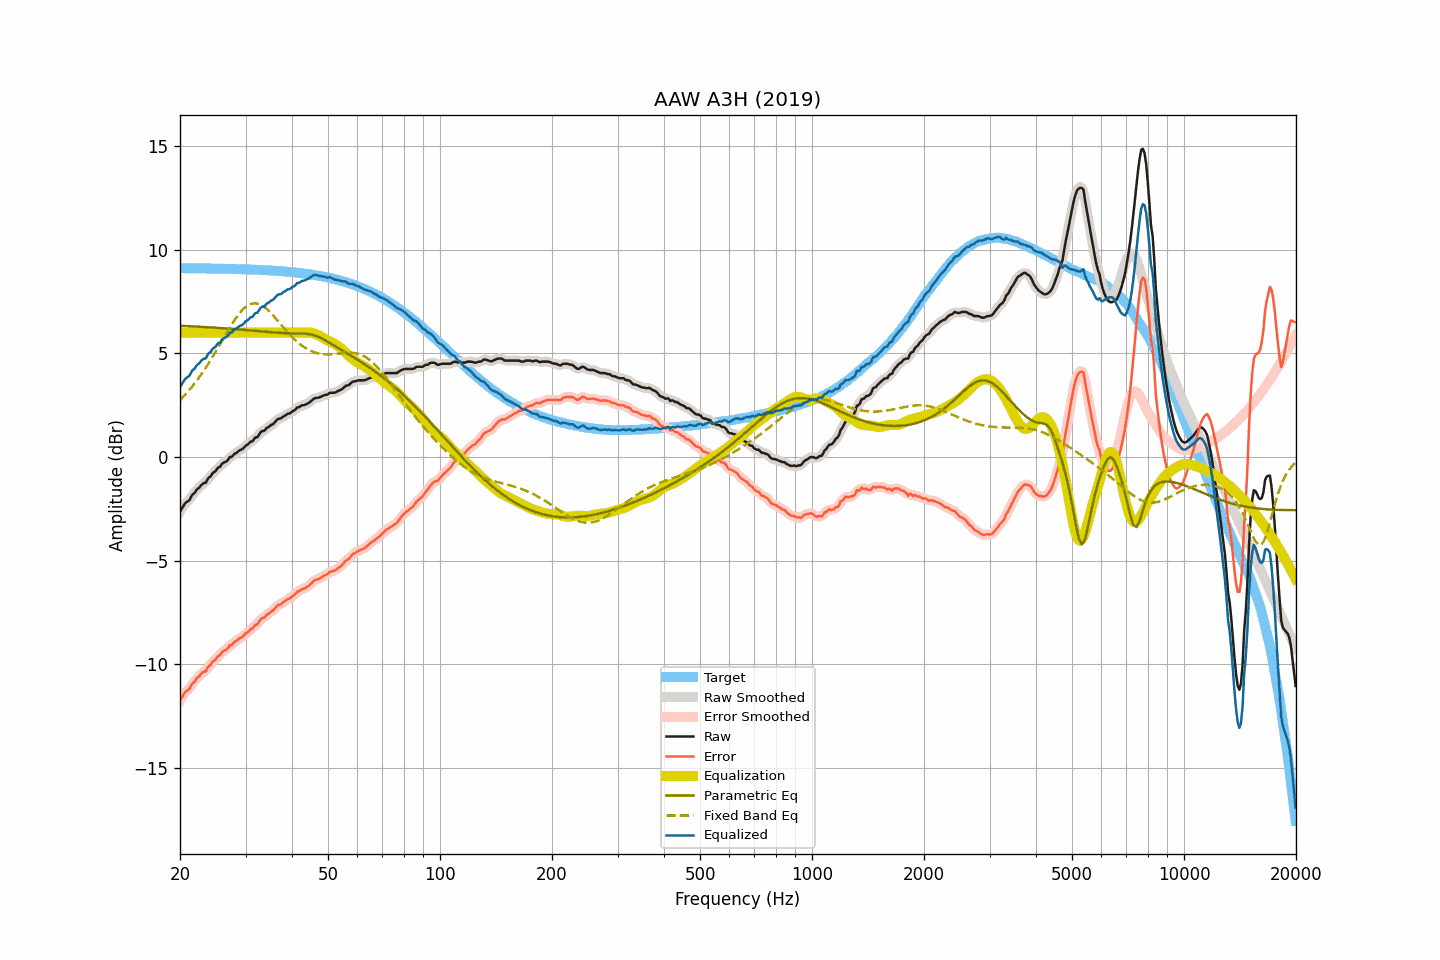 AAW A3H (2019)
Amplitude (dBr)
15
10
5
0
−5
−10
−15
Target
Raw Smoothed
Error Smoothed
Raw
Error
Equalization
Parametric Eq
Fixed Band Eq
Equalized
20 50 100 200 500 1000 2000 5000 10000 20000
Frequency (Hz)